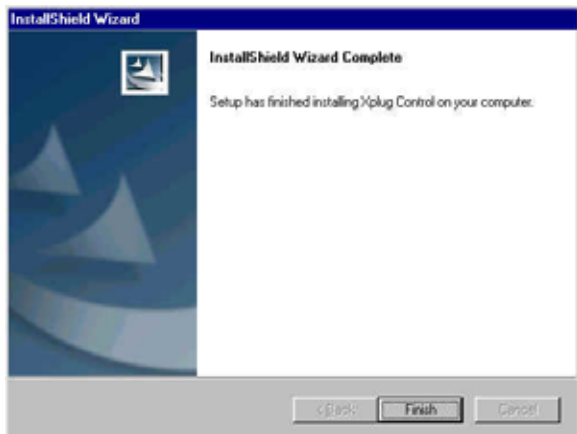 InstallShield Wizard
InstallShield Wizard Complete
Setup has finished installing Xplug Control on your computer.
< Back
Finish
Cancel